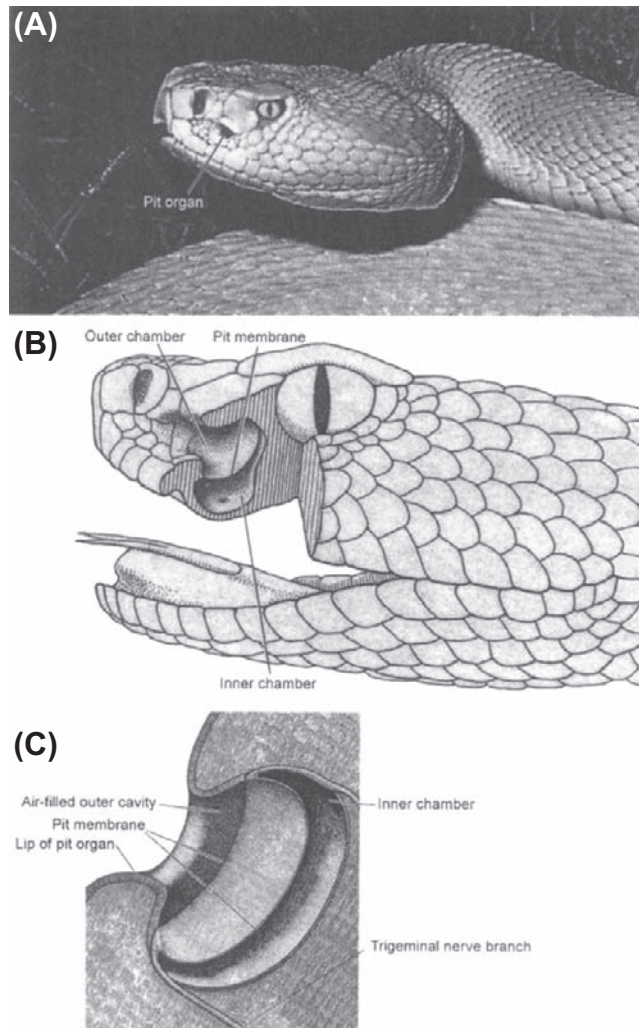 (A)
Pit organ
(B)
Outer chamber
Pit membrane
Inner chamber
(C)
Air-filled outer cavity
Inner chamber
Pit membrane
Lip of pit organ
Trigeminal nerve branch